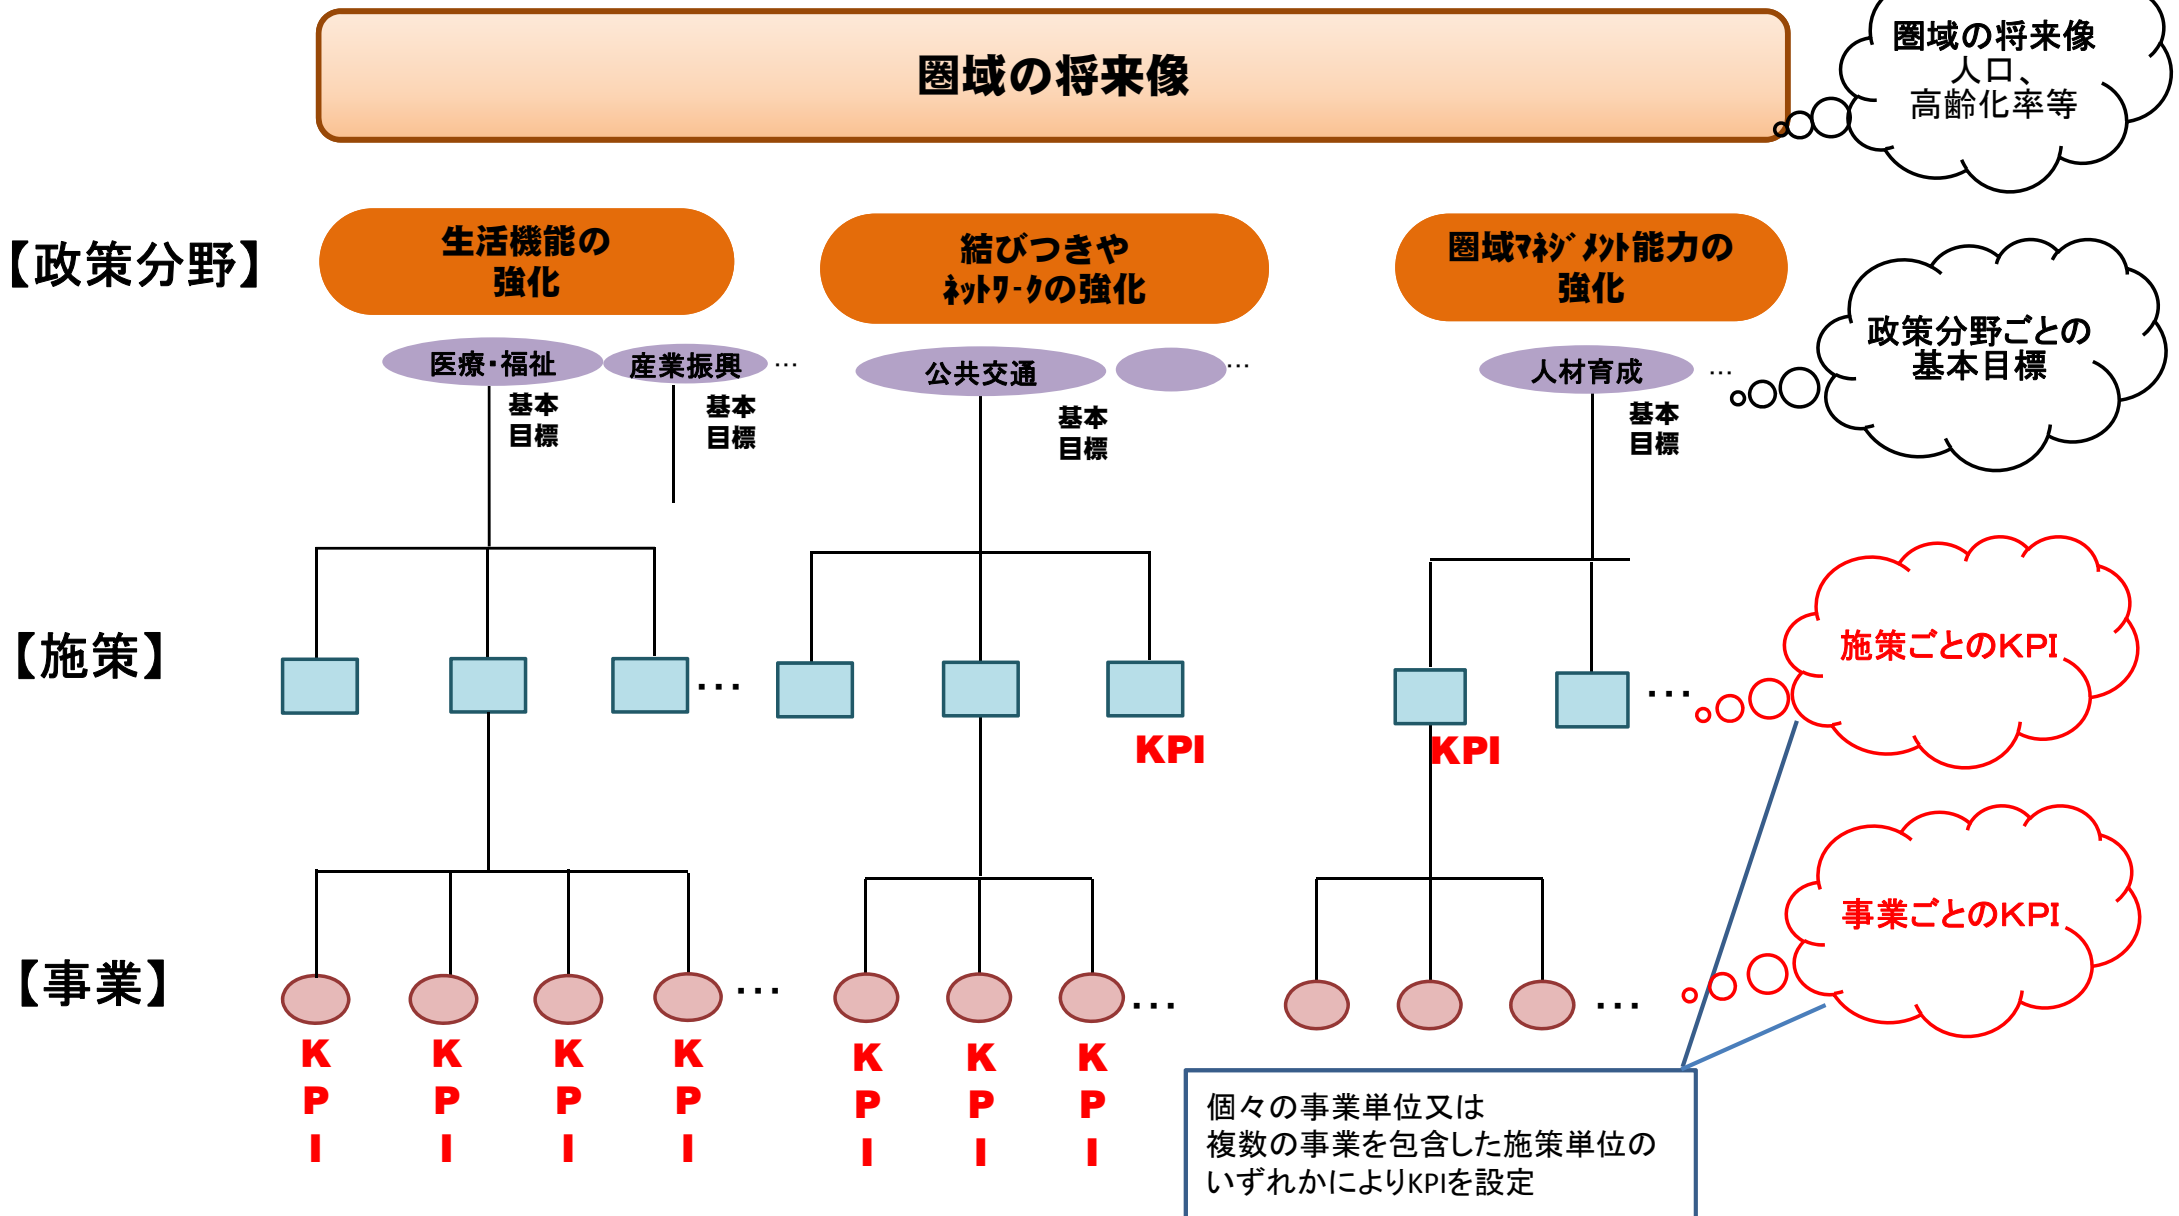 圏域の将来像
圏域の将来像
人口、
高齢化率等
【政策分野】
生活機能の
強化
結びつきや
ﾈｯﾄﾜｰｸの強化
圏域ﾏﾈｼﾞﾒﾝﾄ能力の
強化
政策分野ごとの
基本目標
医療・福祉
産業振興
…
公共交通
…
人材育成
…
基本
目標
基本
目標
基本
目標
基本
目標
【施策】
…
…
施策ごとのＫＰＩ
KPI
KPI
【事業】
…
…
…
事業ごとのＫＰＩ
K
P
I
K
P
I
K
P
I
K
P
I
K
P
I
K
P
I
K
P
I
個々の事業単位又は
複数の事業を包含した施策単位の
いずれかによりKPIを設定